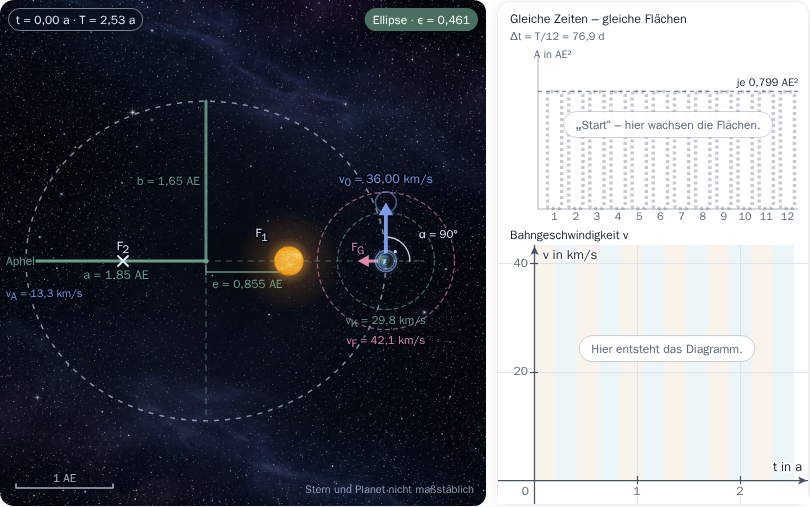 t = 0,00 a · T = 2,53 a
Ellipse · ϵ = 0,461
b = 1,65 AE
v₀ = 36,00 km/s
F₁
F_G
α = 90°
F₂
Aphel
a = 1,85 AE
e = 0,855 AE
v_A = 13,3 km/s
v_K = 29,8 km/s
v_F = 42,1 km/s
1 AE
Stern und Planet nicht maßstäblich
Gleiche Zeiten – gleiche Flächen
Δt = T/12 = 76,9 d
A in AE²
je 0,799 AE²
„Start“ – hier wachsen die Flächen.
1 2 3 4 5 6 7 8 9 10 11 12
Bahngeschwindigkeit v
v in km/s
40
Hier entsteht das Diagramm.
20
t in a
0 1 2